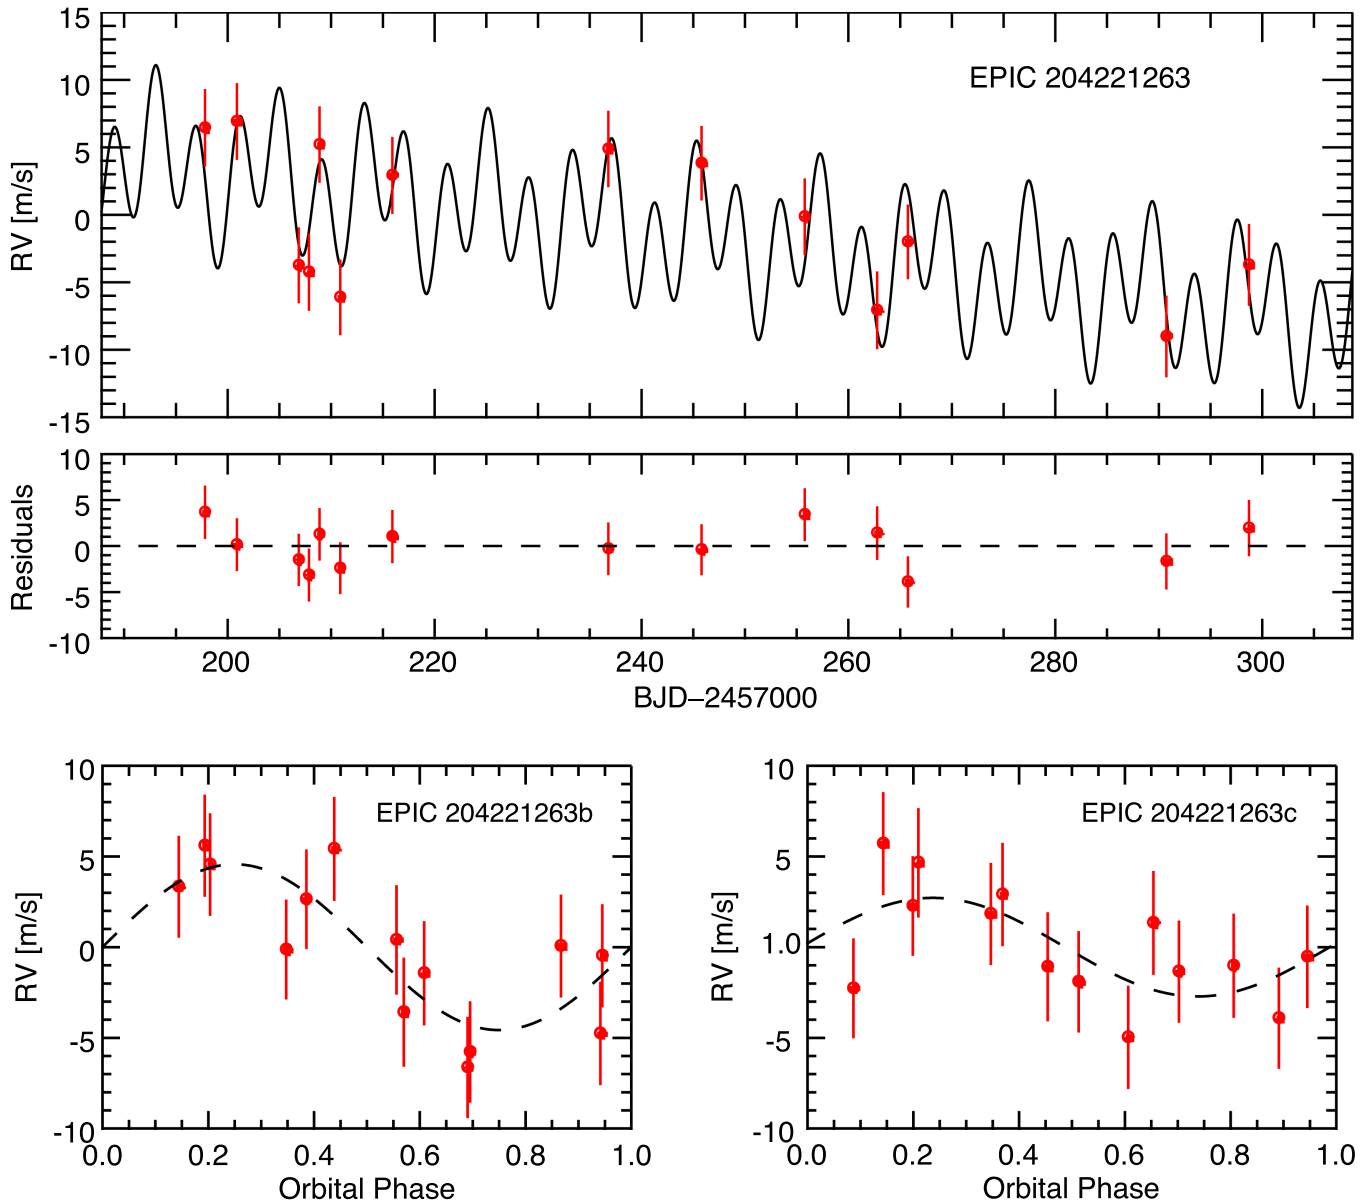 15
10
5
0
-5
-10
-15
RV [m/s]
EPIC 204221263
10
5
0
-5
-10
Residuals
200 220 240 260 280 300
BJD–2457000
10
5
0
-5
-10
RV [m/s]
EPIC 204221263b
0.0 0.2 0.4 0.6 0.8 1.0
Orbital Phase
10
5
1.0
-5
-10
RV [m/s]
EPIC 204221263c
0.0 0.2 0.4 0.6 0.8 1.0
Orbital Phase